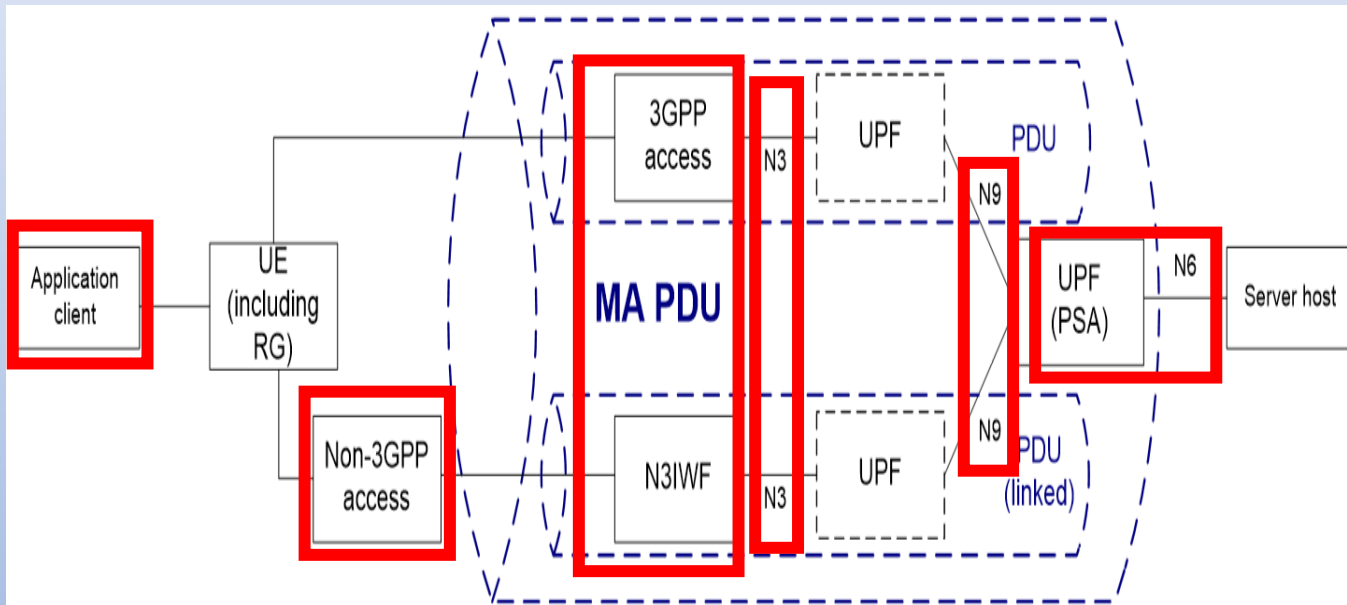 3GPP
access
N3
UPF
PDU
N9
Application
client
UE
(including
RG)
MA PDU
UPF
(PSA)
N6
Server host
Non-3GPP
access
N3IWF
N3
UPF
N9
PDU
(linked)